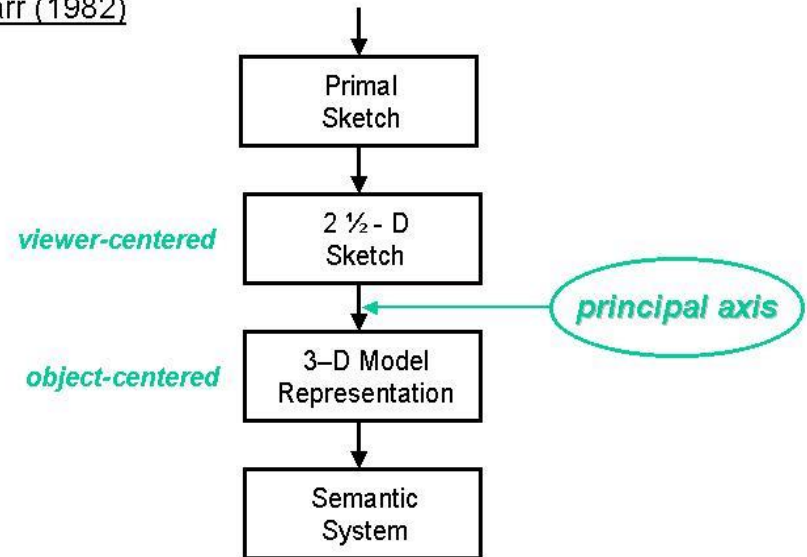 arr (1982)
Primal
Sketch
viewer-centered
2 ½ - D
Sketch
principal axis
object-centered
3–D Model
Representation
Semantic
System